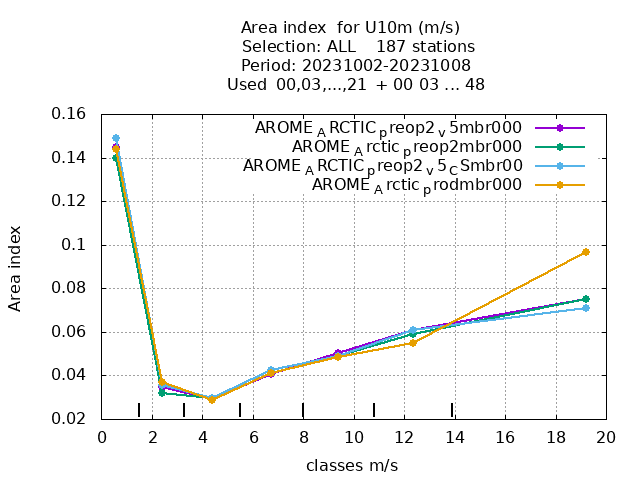 Area index  for U10m (m/s)
Selection: ALL    187 stations
Period: 20231002-20231008
Used  00,03,...,21  + 00 03 ... 48
AROME_ARCTIC_preop2_v5mbr000
AROME_Arctic_preop2mbr000
AROME_ARCTIC_preop2_v5_CSmbr00
AROME_Arctic_prodmbr000
0.16
0.14
0.12
0.1
0.08
0.06
0.04
0.02
Area index
0 2 4 6 8 10 12 14 16 18 20
classes m/s